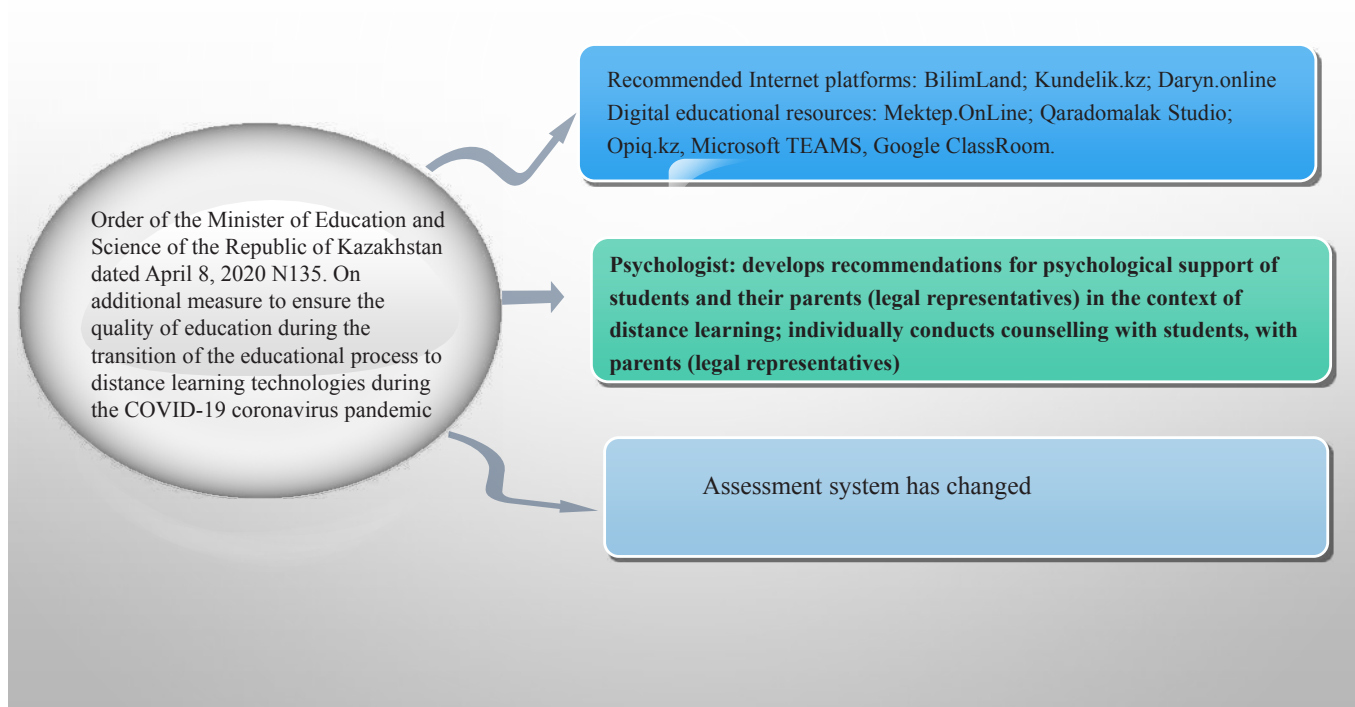 Order of the Minister of Education and
Science of the Republic of Kazakhstan
dated April 8, 2020 N135. On
additional measure to ensure the
quality of education during the
transition of the educational process to
distance learning technologies during
the COVID-19 coronavirus pandemic
Recommended Internet platforms: BilimLand; Kundelik.kz; Daryn.online
Digital educational resources: Mektep.OnLine; Qaradomalak Studio;
Opiq.kz, Microsoft TEAMS, Google ClassRoom.
Psychologist: develops recommendations for psychological support of
students and their parents (legal representatives) in the context of
distance learning; individually conducts counselling with students, with
parents (legal representatives)
Assessment system has changed